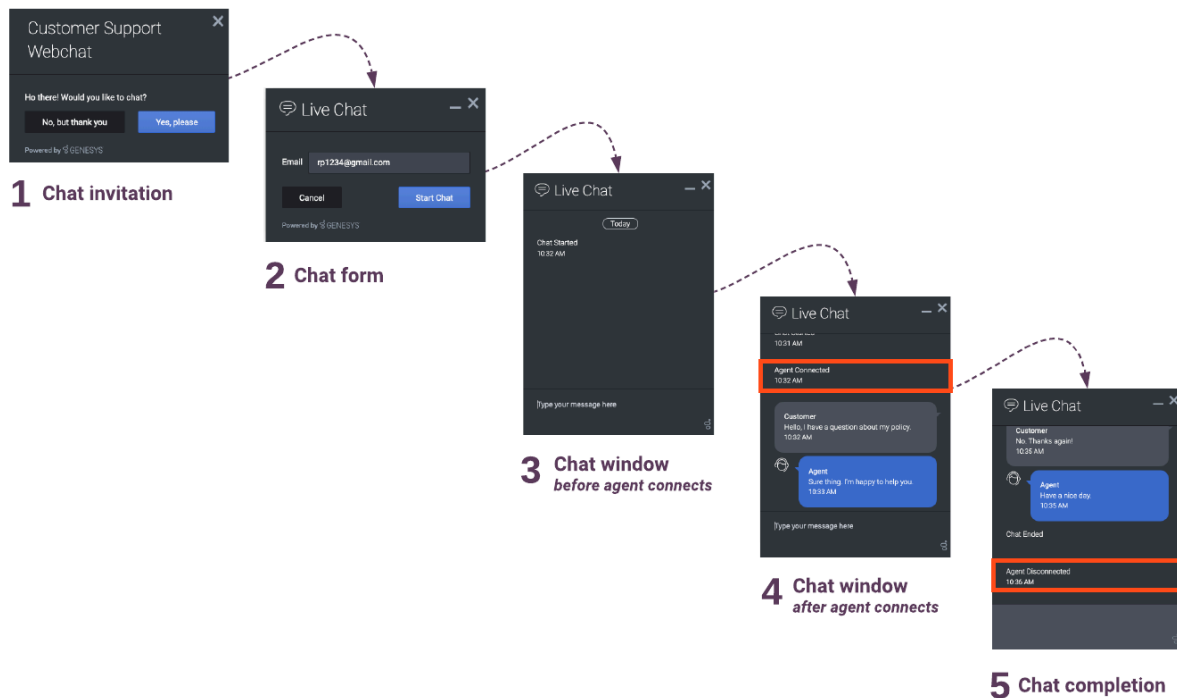 Customer Support
Webchat
Ho there! Would you like to chat?
No, but thank you
Yes, please
Powered by GENESYS
1 Chat invitation
Live Chat
Email
rp1234@gmail.com
Cancel
Start Chat
Powered by GENESYS
2 Chat form
Live Chat
Today
Chat Started
10:32 AM
Type your message here
3 Chat window
before agent connects
Live Chat
10:31 AM
Agent Connected
10:32 AM
Customer
Hello, I have a question about my policy.
10:32 AM
Agent
Sure thing. I'm happy to help you.
10:33 AM
Type your message here
4 Chat window
after agent connects
Live Chat
Customer
No. Thanks again!
10:35 AM
Agent
Have a nice day.
10:35 AM
Chat Ended
Agent Disconnected
10:36 AM
5 Chat completion